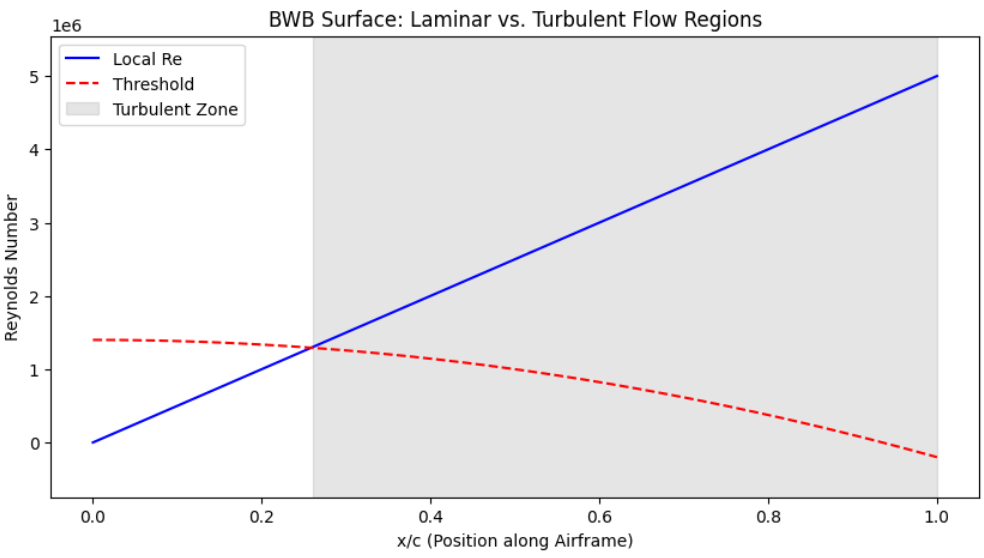 BWB Surface: Laminar vs. Turbulent Flow Regions
1e6
Local Re
Threshold
Turbulent Zone
5
4
3
2
1
0
Reynolds Number
0.0 0.2 0.4 0.6 0.8 1.0
x/c (Position along Airframe)